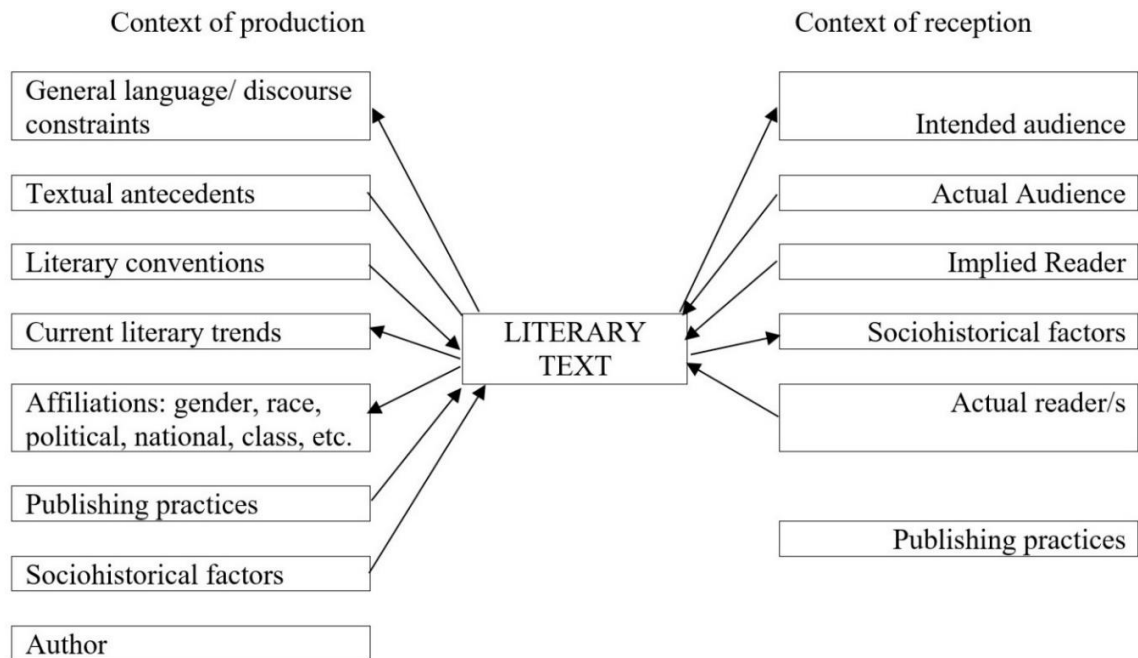 Context of production
General language/ discourse
constraints
Textual antecedents
Literary conventions
Current literary trends
Affiliations: gender, race,
political, national, class, etc.
Publishing practices
Sociohistorical factors
Author
LITERARY
TEXT
Context of reception
Intended audience
Actual Audience
Implied Reader
Sociohistorical factors
Actual reader/s
Publishing practices